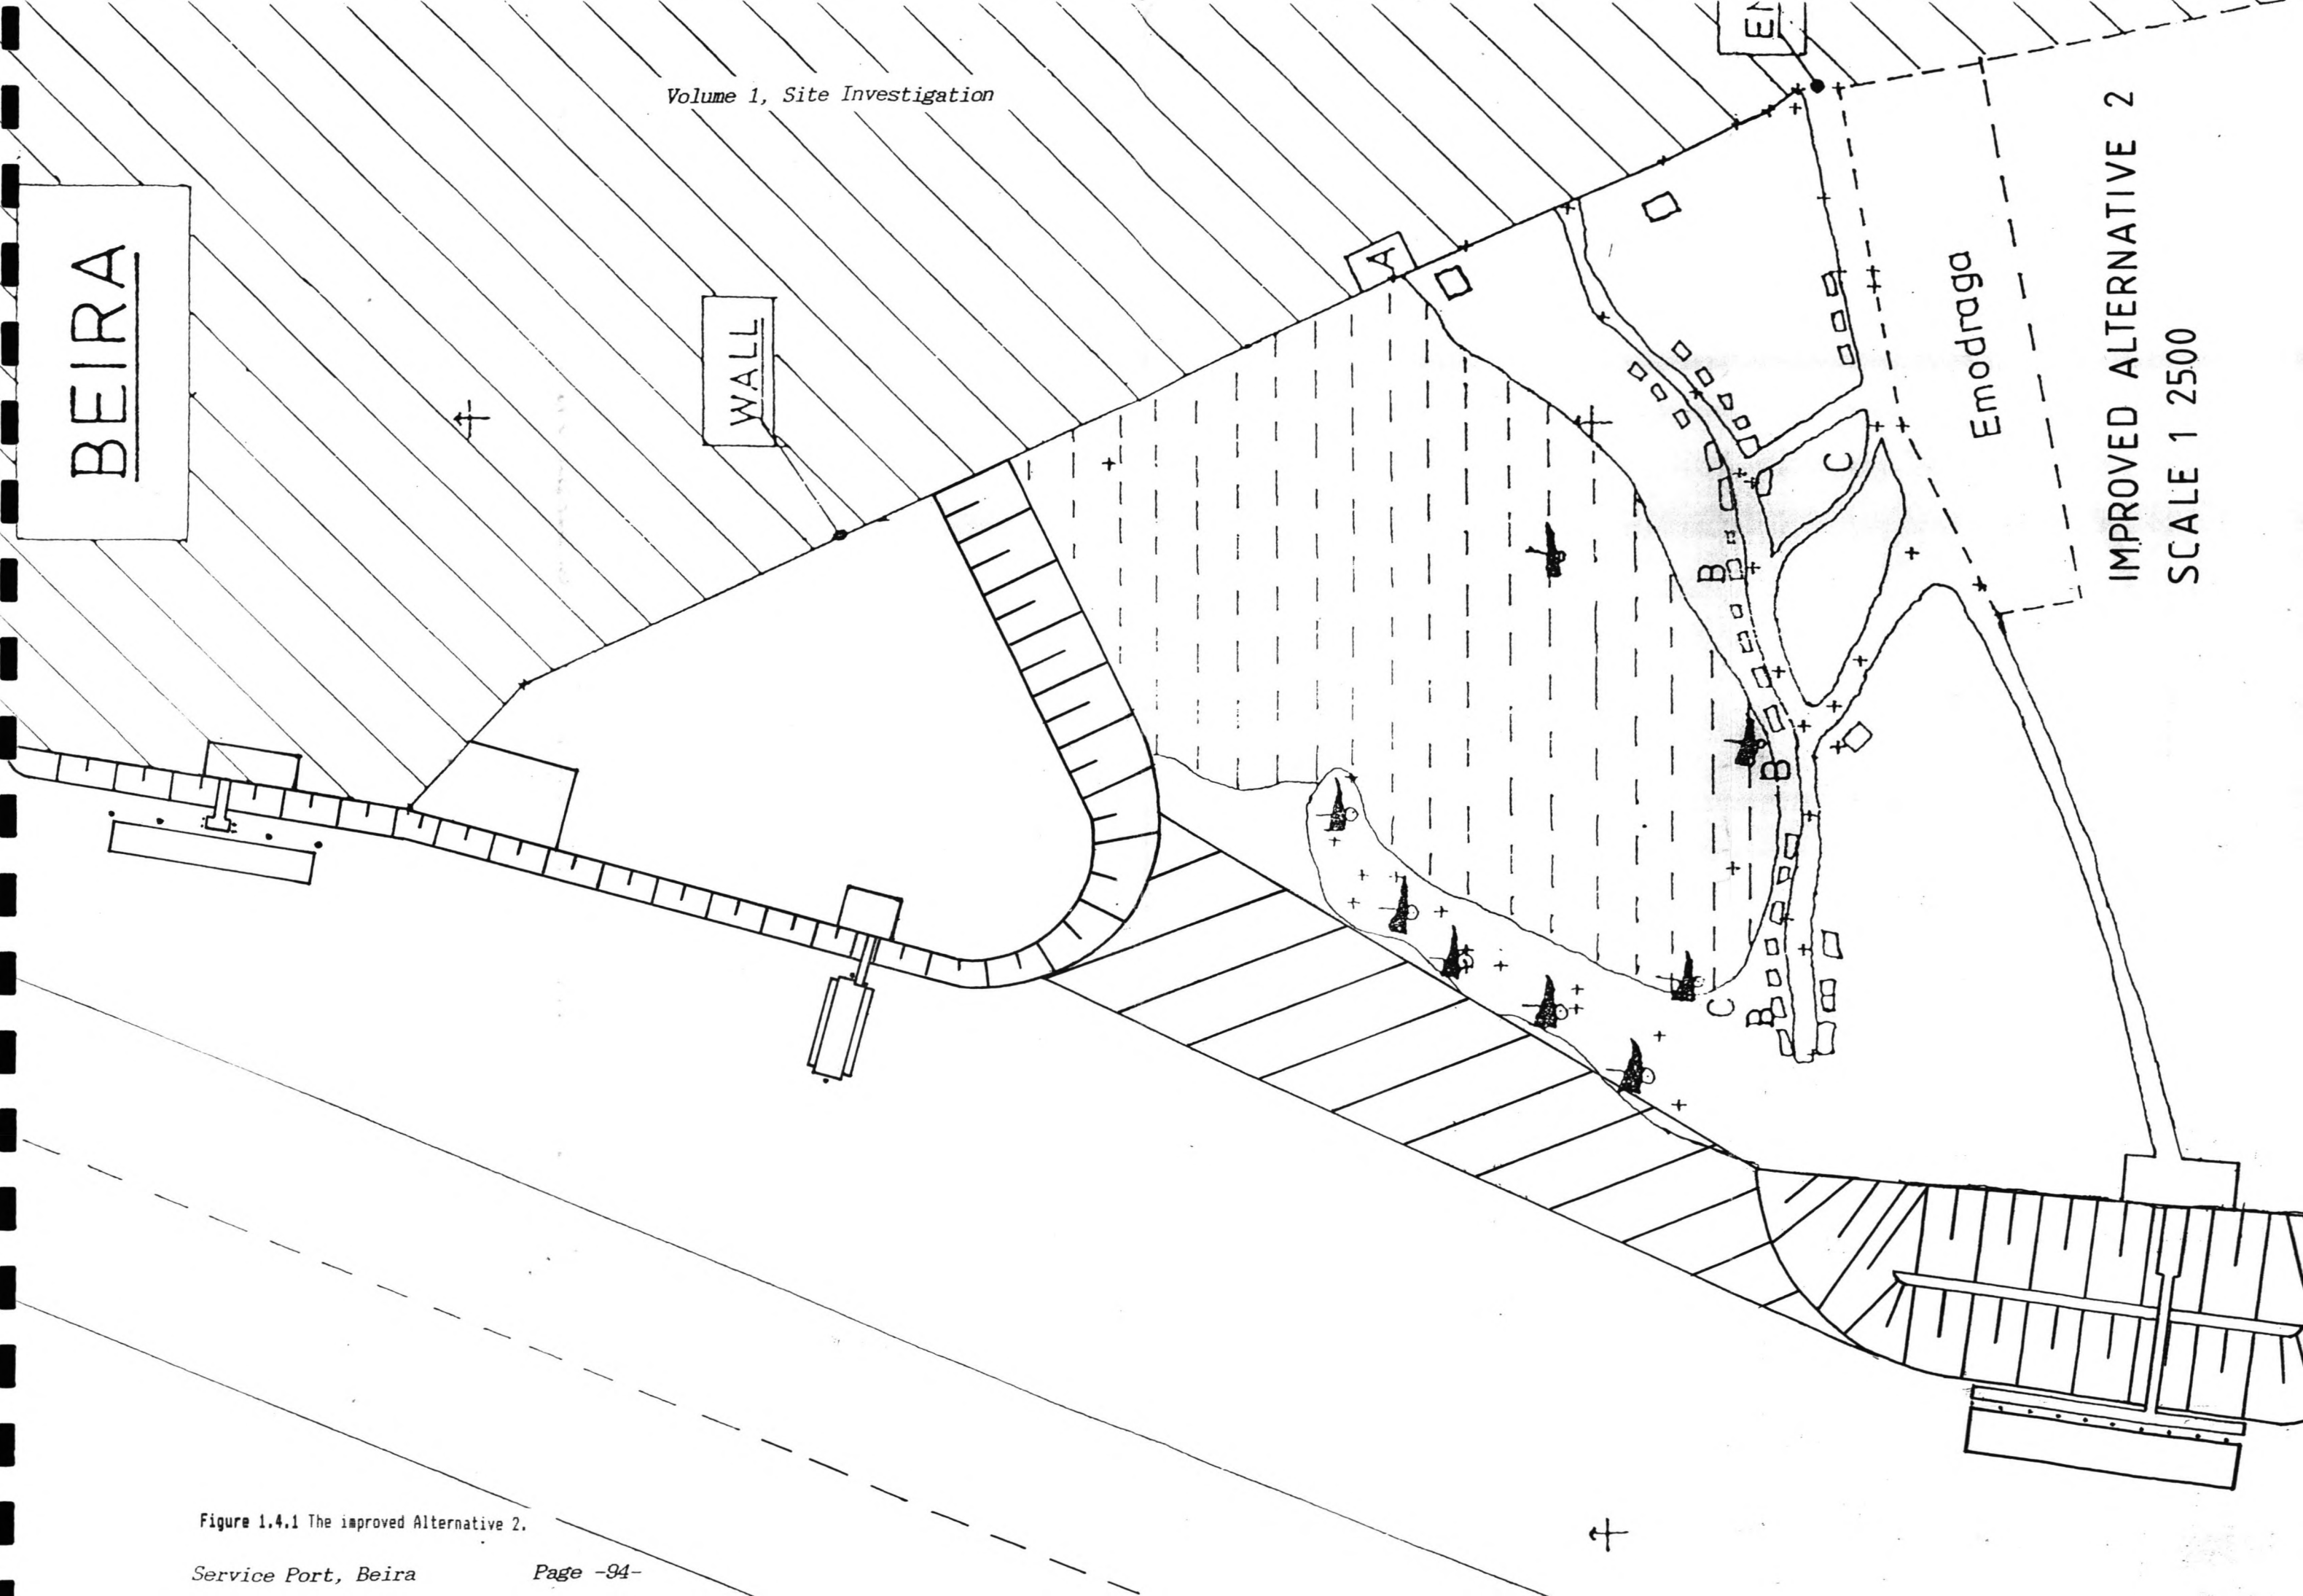 Volume 1, Site Investigation
BEIRA
WALL
A
B
C
B
C
B
Emodraga
IMPROVED ALTERNATIVE 2
SCALE 1 2500
Figure 1.4.1 The improved Alternative 2.
Service Port, Beira Page -94-